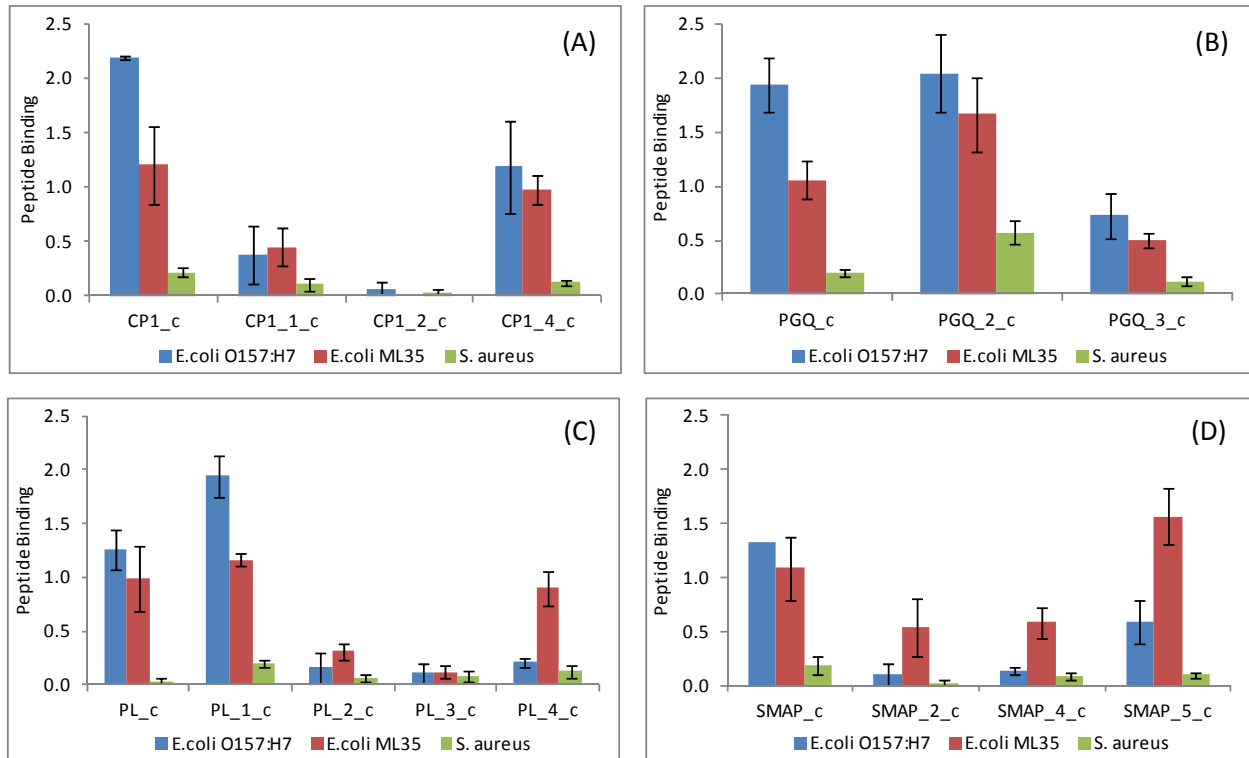 (A)
Peptide Binding
2.5
2.0
1.5
1.0
0.5
0.0
CP1_c CP1_1_c CP1_2_c CP1_4_c
E.coli O157:H7 E.coli ML35 S. aureus
(B)
Peptide Binding
2.5
2.0
1.5
1.0
0.5
0.0
PGQ_c PGQ_2_c PGQ_3_c
E.coli O157:H7 E.coli ML35 S. aureus
(C)
Peptide Binding
2.5
2.0
1.5
1.0
0.5
0.0
PL_c PL_1_c PL_2_c PL_3_c PL_4_c
E.coli O157:H7 E.coli ML35 S. aureus
(D)
Peptide Binding
2.5
2.0
1.5
1.0
0.5
0.0
SMAP_c SMAP_2_c SMAP_4_c SMAP_5_c
E.coli O157:H7 E.coli ML35 S. aureus